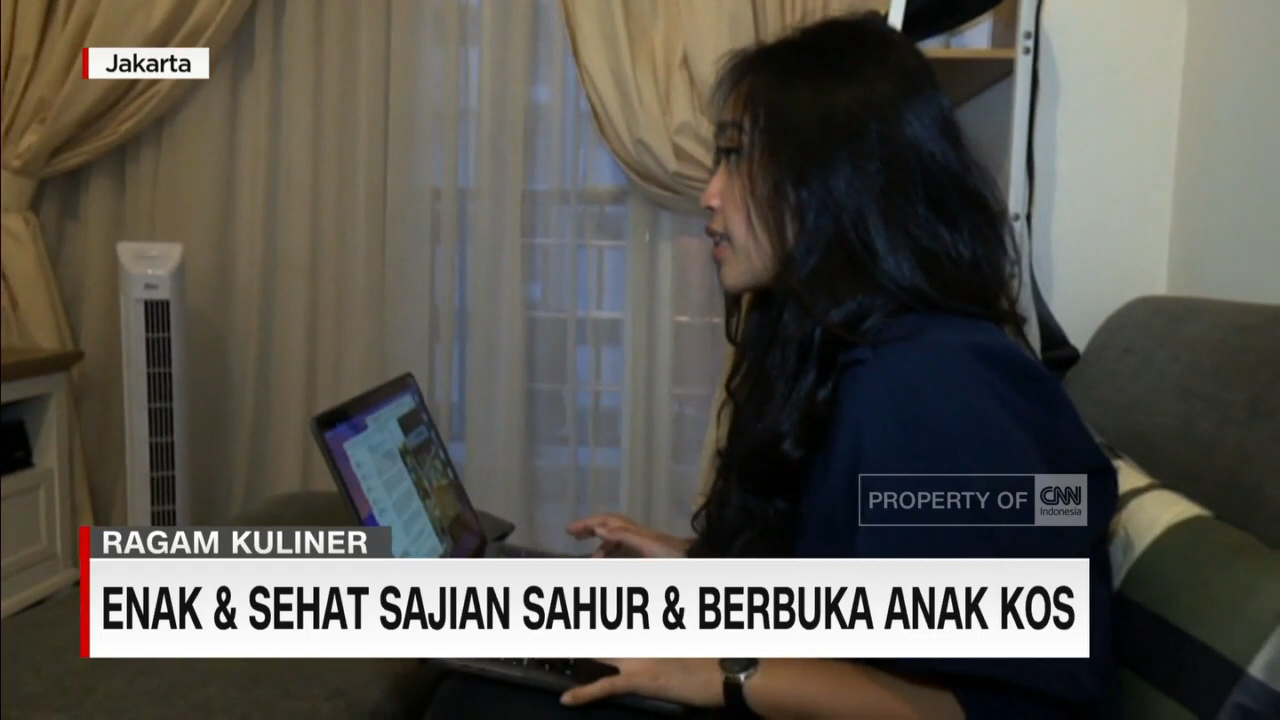 Jakarta
PROPERTY OF CNN Indonesia
RAGAM KULINER
ENAK & SEHAT SAJIAN SAHUR & BERBUKA ANAK KOS